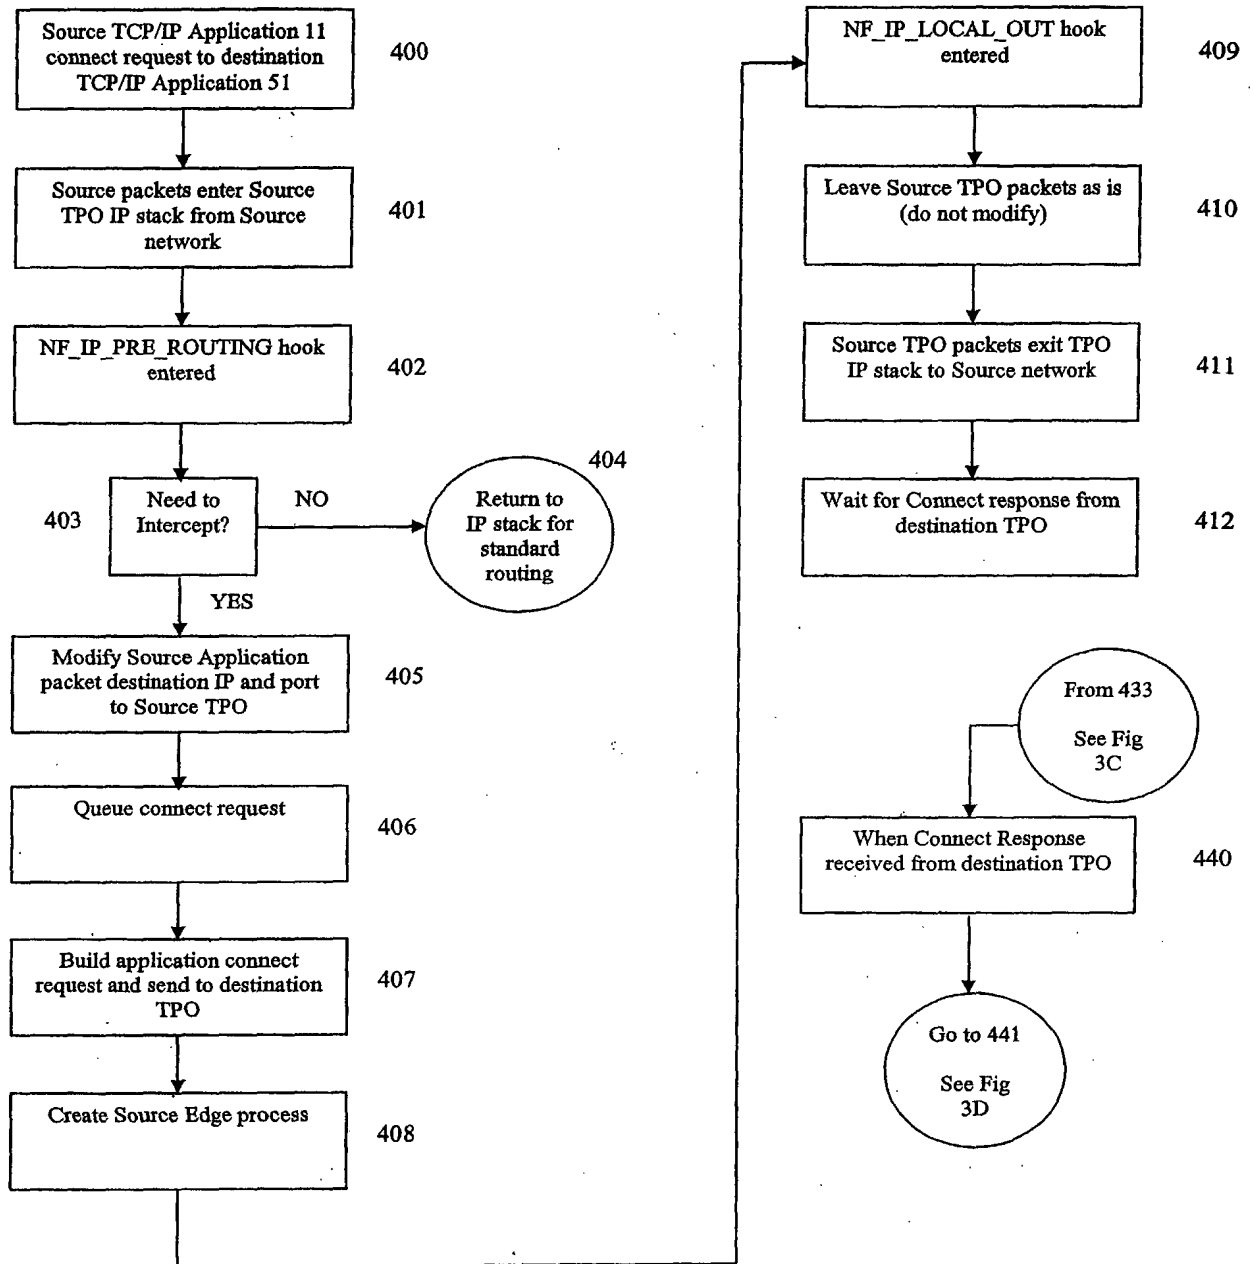 Source TCP/IP Application 11
connect request to destination
TCP/IP Application 51
400
Source packets enter Source
TPO IP stack from Source
network
401
NF_IP_PRE_ROUTING hook
entered
402
Need to
Intercept?
403
NO
404
Return to
IP stack for
standard
routing
YES
Modify Source Application
packet destination IP and port
to Source TPO
405
Queue connect request
406
Build application connect
request and send to destination
TPO
407
Create Source Edge process
408
NF_IP_LOCAL_OUT hook
entered
409
Leave Source TPO packets as is
(do not modify)
410
Source TPO packets exit TPO
IP stack to Source network
411
Wait for Connect response from
destination TPO
412
From 433
See Fig
3C
When Connect Response
received from destination TPO
440
Go to 441
See Fig
3D